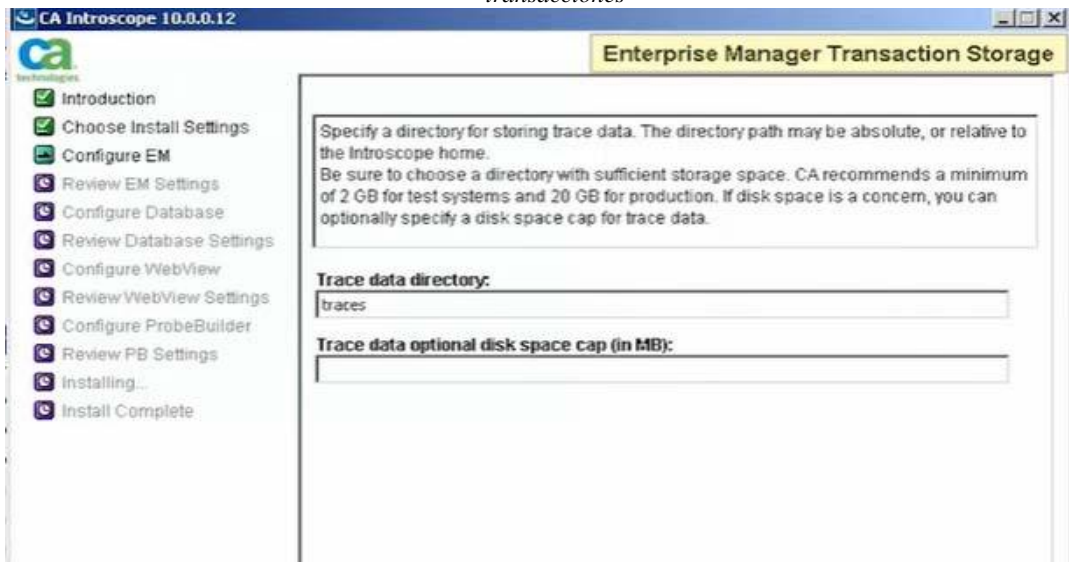 transacciones
CA Introscope 10.0.0.12
ca
technologies
Enterprise Manager Transaction Storage
Introduction
Choose Install Settings
Configure EM
Review EM Settings
Configure Database
Review Database Settings
Configure WebView
Review WebView Settings
Configure ProbeBuilder
Review PB Settings
Installing...
Install Complete
Specify a directory for storing trace data. The directory path may be absolute, or relative to
the Introscope home.
Be sure to choose a directory with sufficient storage space. CA recommends a minimum
of 2 GB for test systems and 20 GB for production. If disk space is a concern, you can
optionally specify a disk space cap for trace data.
Trace data directory:
traces
Trace data optional disk space cap (in MB):